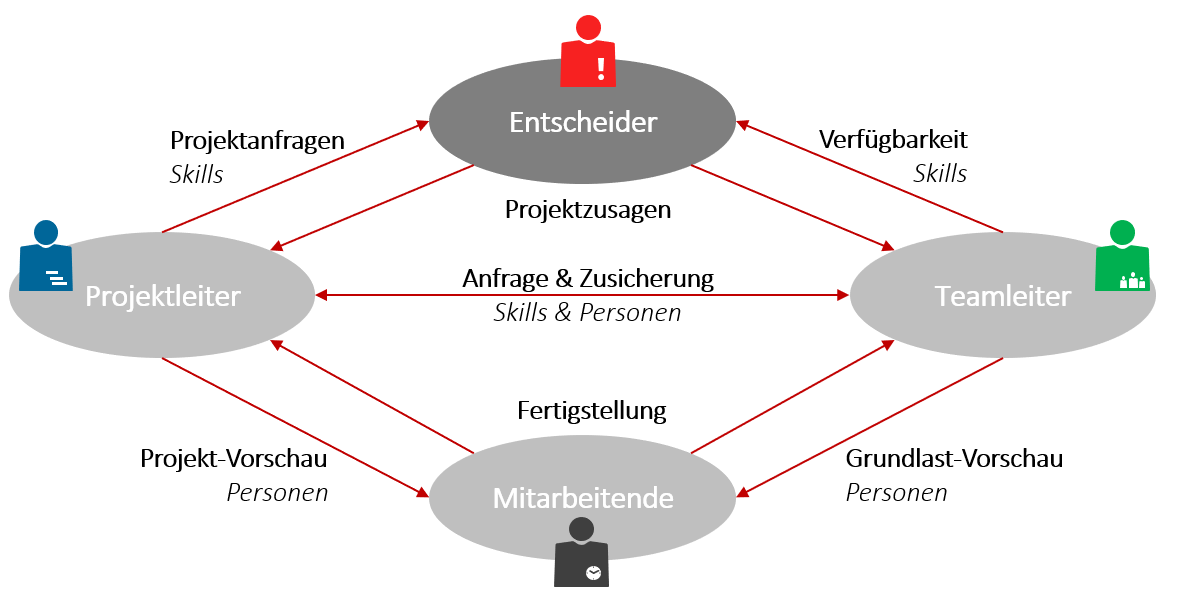 Entscheider
Projektanfragen
Skills
Verfügbarkeit
Skills
Projektzusagen
Projektleiter
Anfrage & Zusicherung
Skills & Personen
Teamleiter
Fertigstellung
Projekt-Vorschau
Personen
Grundlast-Vorschau
Personen
Mitarbeitende